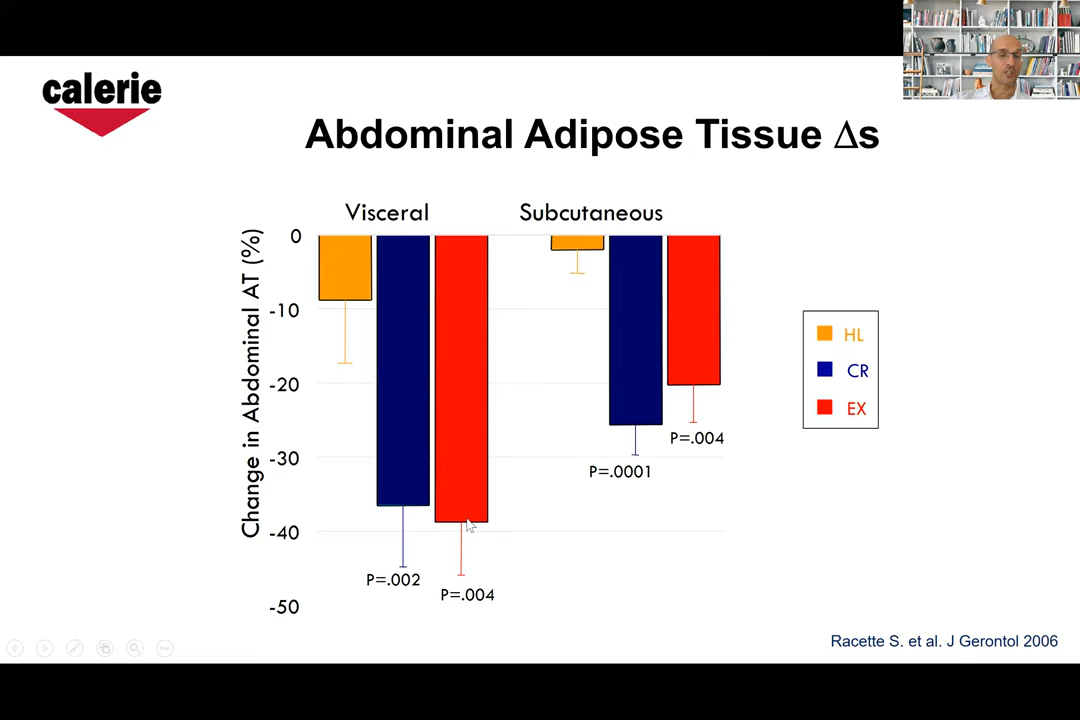 calerie
Abdominal Adipose Tissue Δs
Visceral
Subcutaneous
Change in Abdominal AT (%)
0
-10
-20
-30
-40
-50
P=.002
P=.004
P=.0001
P=.004
HL
CR
EX
Racette S. et al. J Gerontol 2006